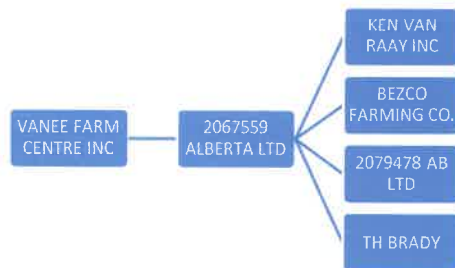 VANEE FARM
CENTRE INC
2067559
ALBERTA LTD
KEN VAN
RAAY INC
BEZCO
FARMING CO.
2079478 AB
LTD
TH BRADY